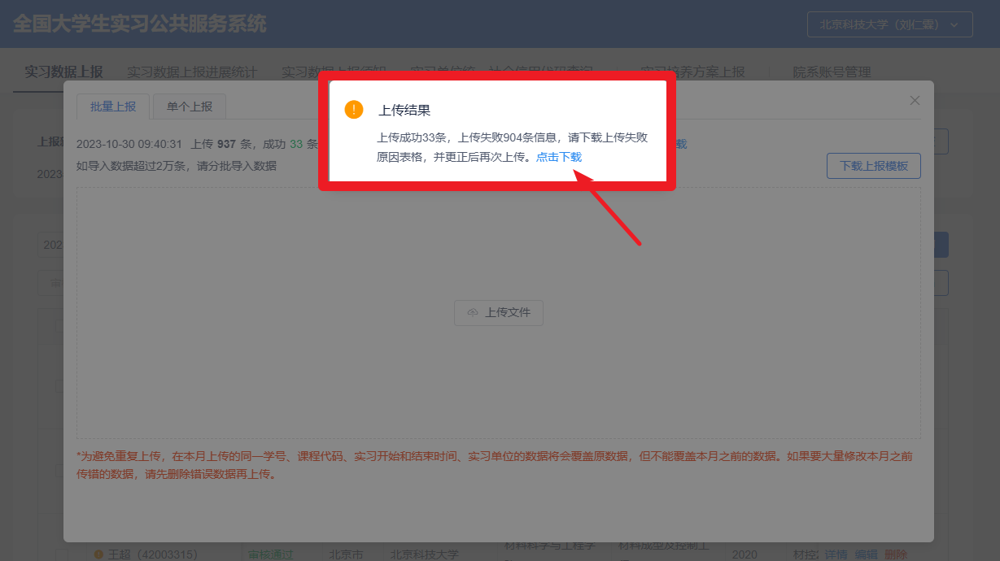 全国大学生实习公共服务系统
北京科技大学（刘仁霖）
实习数据上报 实习数据上报进展统计 实习数据上报须知 实习单位统一社会信用代码查询 实习培养方案上报 院系账号管理
批量上报 单个上报
上传结果
上传成功33条，上传失败904条信息，请下载上传失败
原因表格，并更正后再次上传。点击下载
2023-10-30 09:40:31 上传 937 条，成功 33 条
载
如导入数据超过2万条，请分批导入数据
下载上报模板
上报
2023
202
上传文件
*为避免重复上传，在本月上传的同一学号、课程代码、实习开始和结束时间、实习单位的数据将会覆盖原数据，但不能覆盖本月之前的数据。如果要大量修改本月之前
传错的数据，请先删除错误数据再上传。
材料科学与工程学 材料成型及控制工
王超（42003315） 审核通过 北京市 北京科技大学 2020 材控 详情 编辑 删除